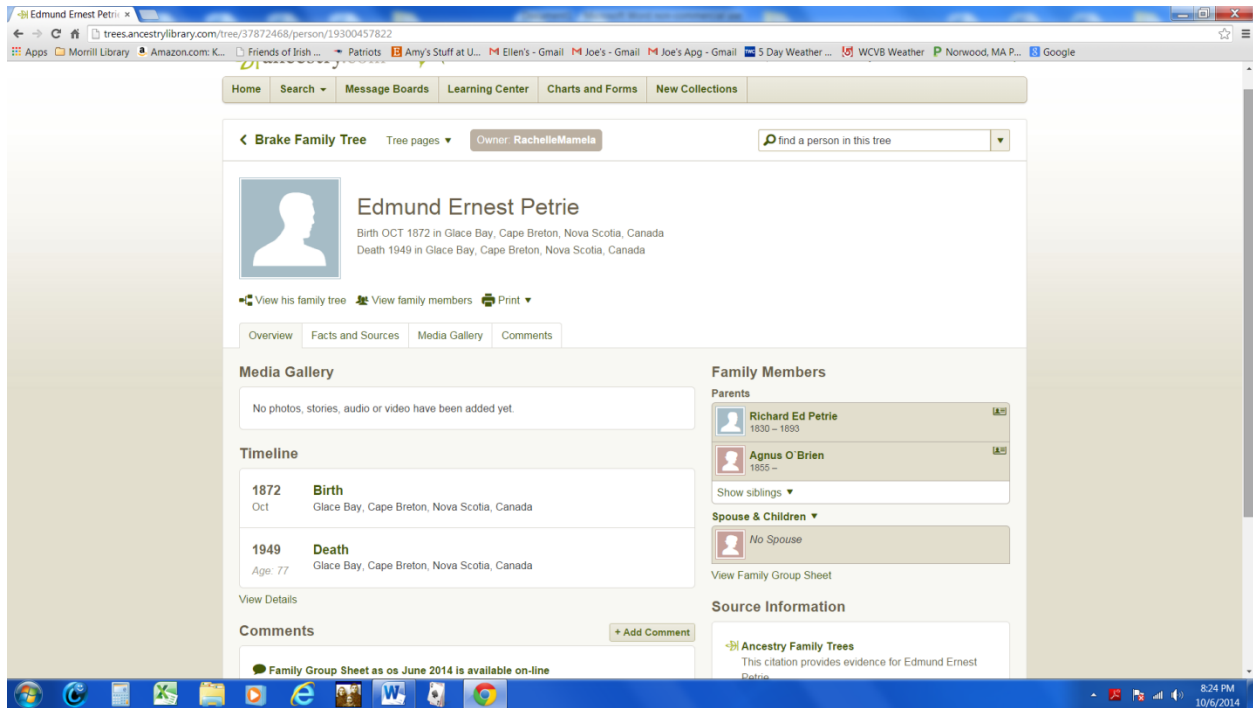 Edmund Ernest Petrie
trees.ancestrylibrary.com/tree/37872468/person/19300457822
Apps Morrill Library Amazon.com: K... Friends of Irish ... Patriots Amy's Stuff at U... Ellen's - Gmail Joe's - Gmail Joe's Apg - Gmail 5 Day Weather ... WCVB Weather Norwood, MA P... Google
Home Search Message Boards Learning Center Charts and Forms New Collections
Brake Family Tree Tree pages Owner: RachelleMamela find a person in this tree
Edmund Ernest Petrie
Birth OCT 1872 in Glace Bay, Cape Breton, Nova Scotia, Canada
Death 1949 in Glace Bay, Cape Breton, Nova Scotia, Canada
View his family tree View family members Print
Overview Facts and Sources Media Gallery Comments
Media Gallery
No photos, stories, audio or video have been added yet.
Timeline
1872 Birth
Oct Glace Bay, Cape Breton, Nova Scotia, Canada
1949 Death
Age: 77 Glace Bay, Cape Breton, Nova Scotia, Canada
View Details
Comments + Add Comment
Family Group Sheet as os June 2014 is available on-line
Family Members
Parents
Richard Ed Petrie
1830 – 1893
Agnus O`Brien
1855 –
Show siblings
Spouse & Children
No Spouse
View Family Group Sheet
Source Information
Ancestry Family Trees
This citation provides evidence for Edmund Ernest
Petrie
8:24 PM
10/6/2014